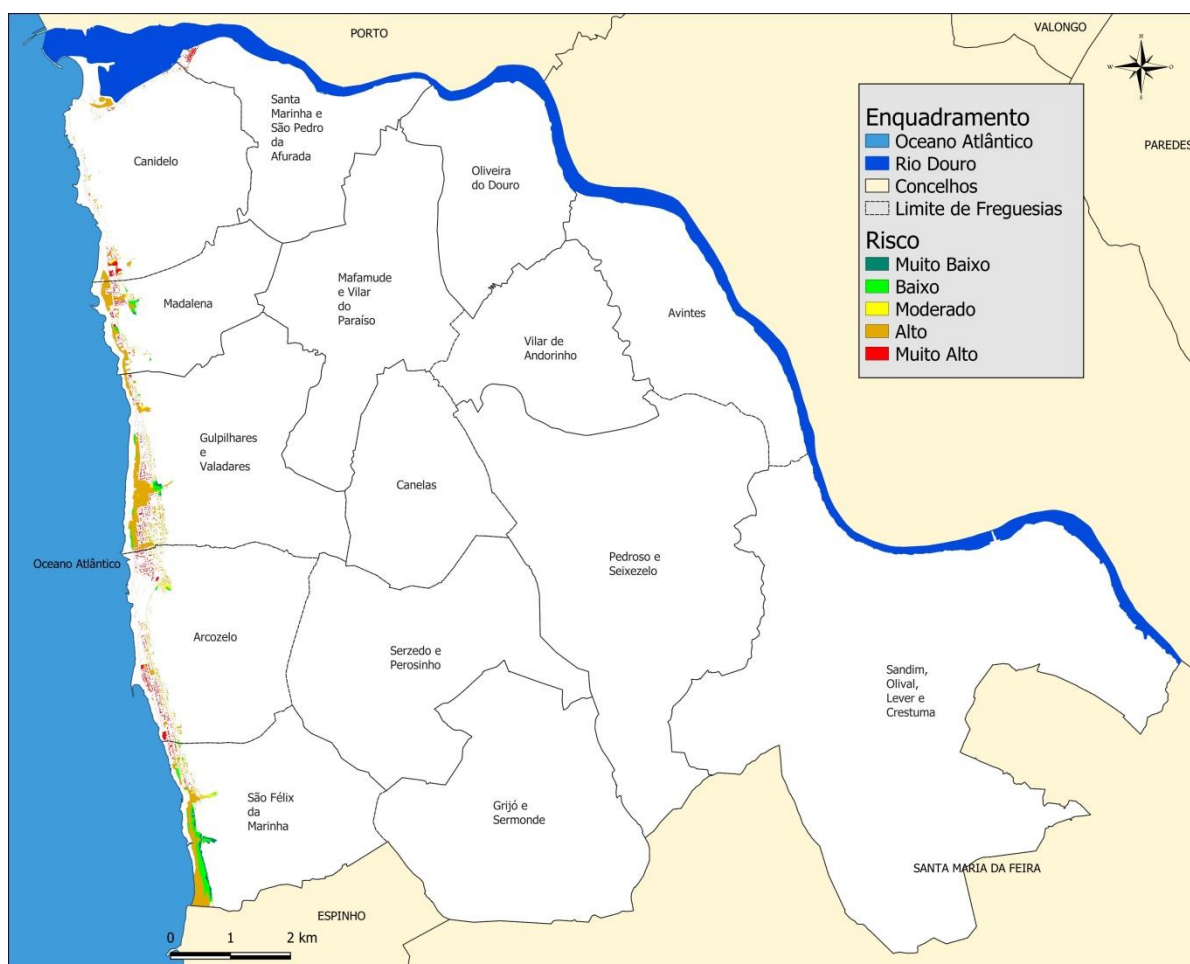 PORTO
VALONGO
N
W
O
S
PAREDES
Enquadramento
Oceano Atlântico
Rio Douro
Concelhos
Limite de Freguesias
Risco
Muito Baixo
Baixo
Moderado
Alto
Muito Alto
Santa
Marinha e
São Pedro
da
Afurada
Canidelo
Oliveira
do Douro
Madalena
Mafamude
e Vilar
do
Paraíso
Avintes
Vilar de
Andorinho
Gulpilhares
e
Valadares
Canelas
Pedroso e
Seixezelo
Oceano Atlântico
Arcozelo
Serzedo e
Perosinho
Sandim,
Olival,
Lever e
Crestuma
São Félix
da
Marinha
Grijó e
Sermonde
SANTA MARIA DA FEIRA
ESPINHO
0 1 2 km